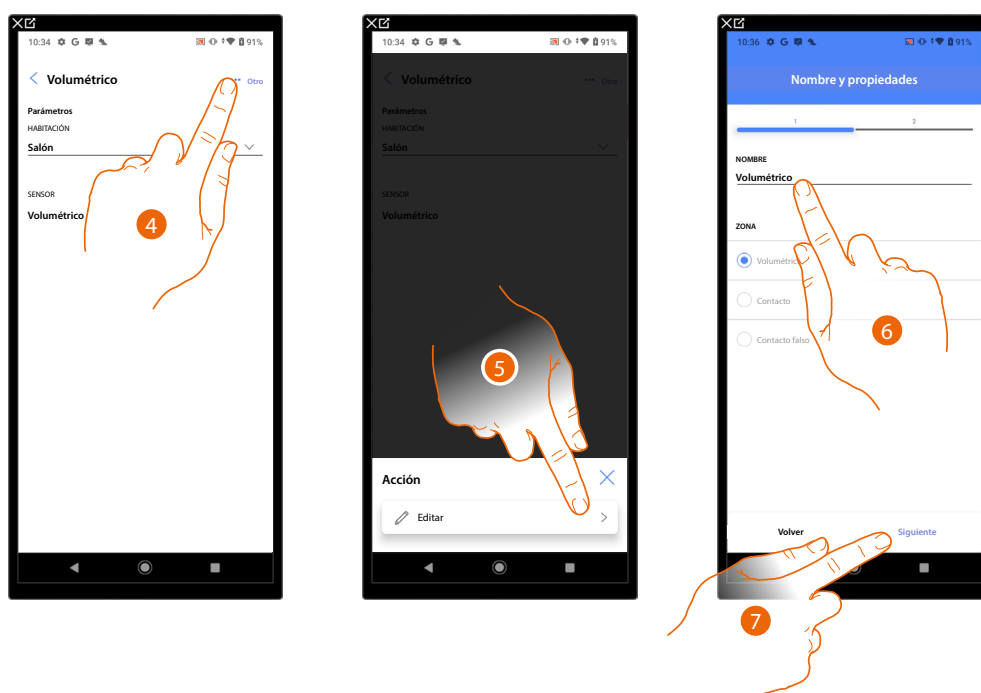 10:34 G 91%
Volumétrico
••• Otro
Parámetros
HABITACIÓN
Salón
SENSOR
Volumétrico
4
10:34 G 91%
Volumétrico
••• Otro
Parámetros
HABITACIÓN
Salón
SENSOR
Volumétrico
5
Acción
Editar
10:36 G 91%
Nombre y propiedades
1 2
NOMBRE
Volumétrico
ZONA
Volumétrico
Contacto
Contacto falso
6
Volver Siguiente
7